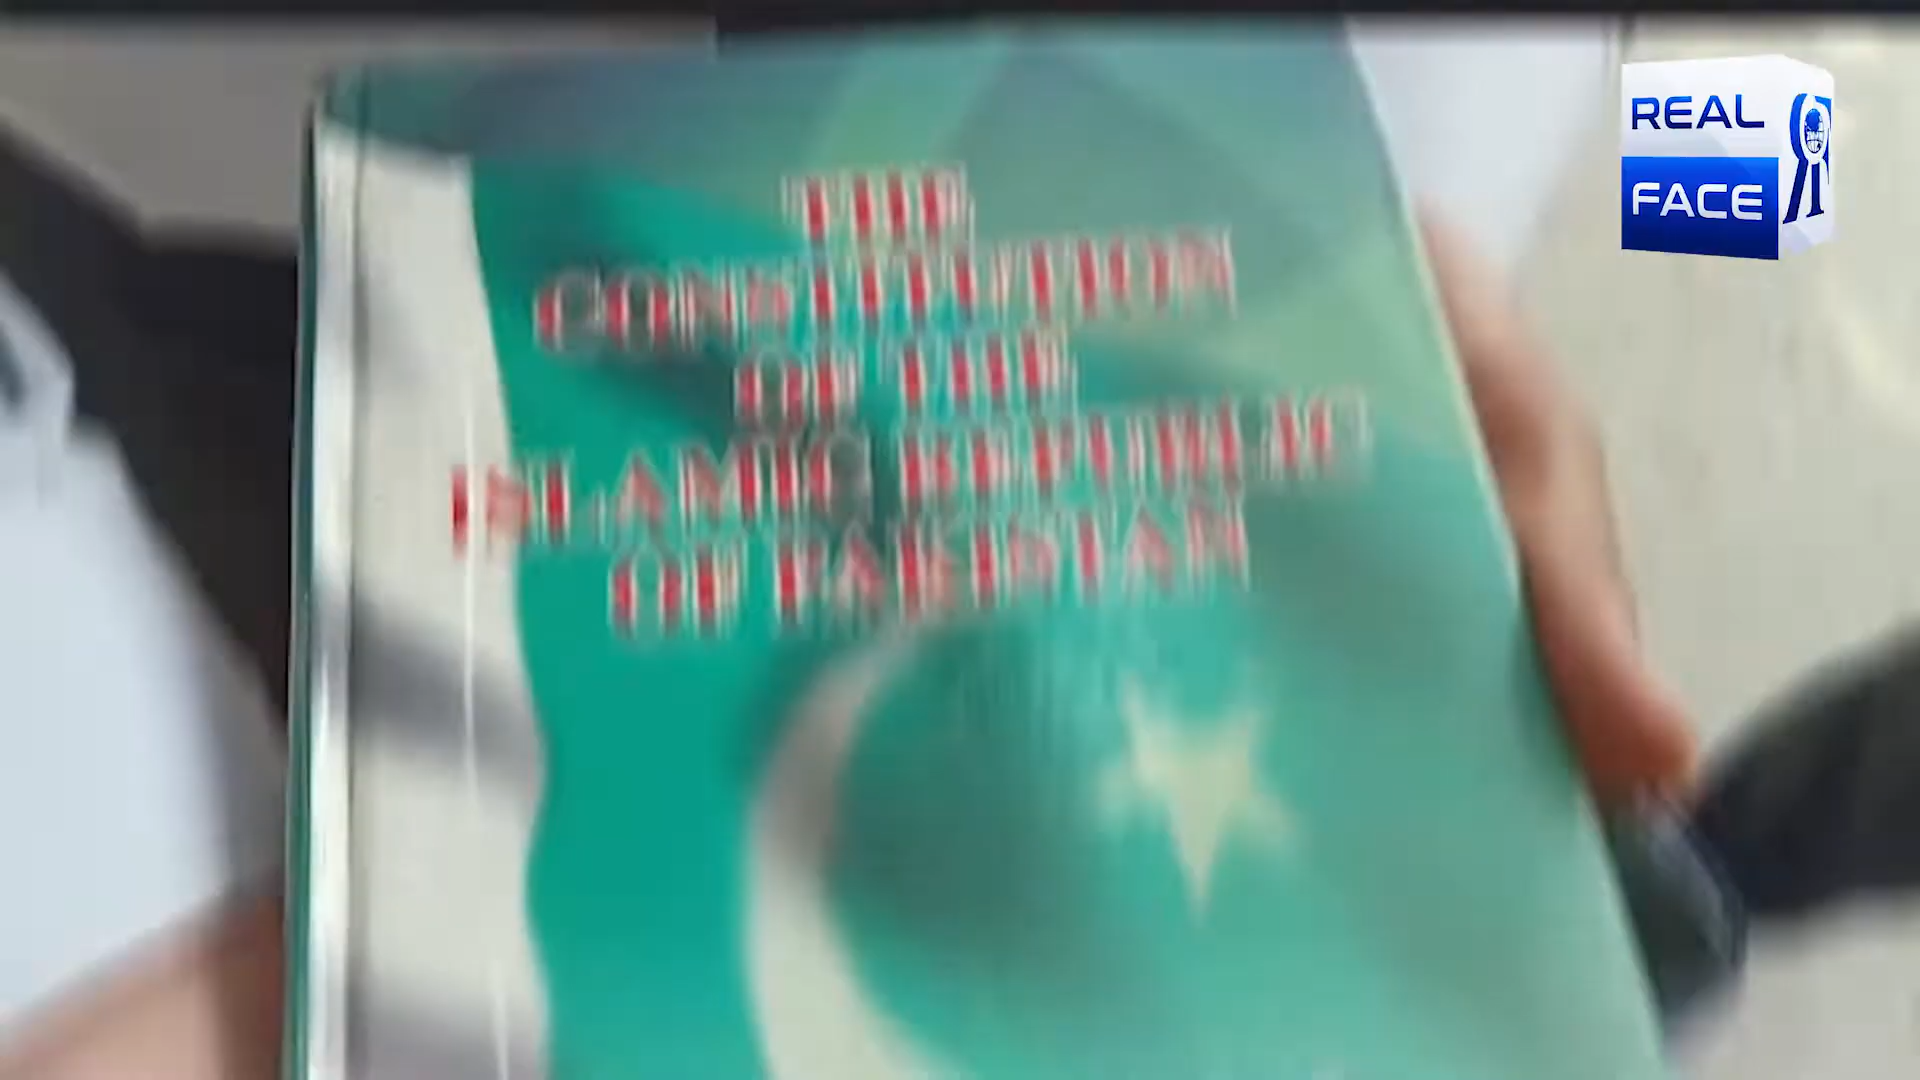 THE
CONSTITUTION
OF THE
ISLAMIC REPUBLIC
OF PAKISTAN
REAL
FACE